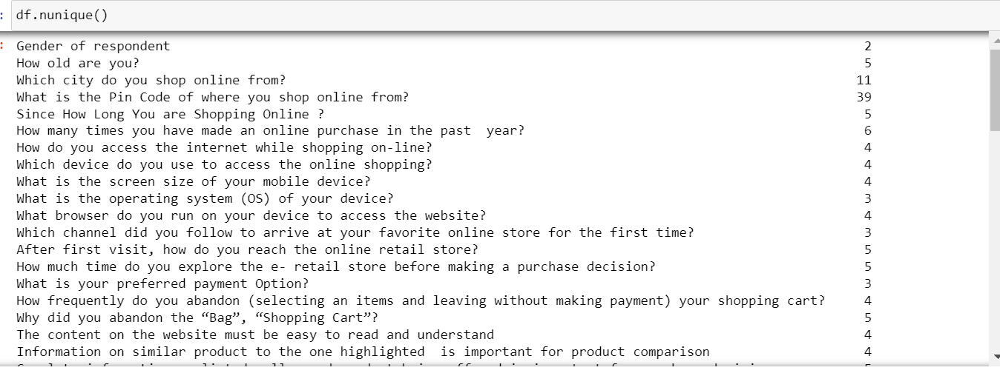 : df.nunique()
: Gender of respondent 2
How old are you? 5
Which city do you shop online from? 11
What is the Pin Code of where you shop online from? 39
Since How Long You are Shopping Online ? 5
How many times you have made an online purchase in the past  year? 6
How do you access the internet while shopping on-line? 4
Which device do you use to access the online shopping? 4
What is the screen size of your mobile device? 4
What is the operating system (OS) of your device? 3
What browser do you run on your device to access the website? 4
Which channel did you follow to arrive at your favorite online store for the first time? 3
After first visit, how do you reach the online retail store? 5
How much time do you explore the e- retail store before making a purchase decision? 5
What is your preferred payment Option? 3
How frequently do you abandon (selecting an items and leaving without making payment) your shopping cart? 4
Why did you abandon the “Bag”, “Shopping Cart”? 5
The content on the website must be easy to read and understand 4
Information on similar product to the one highlighted  is important for product comparison 4